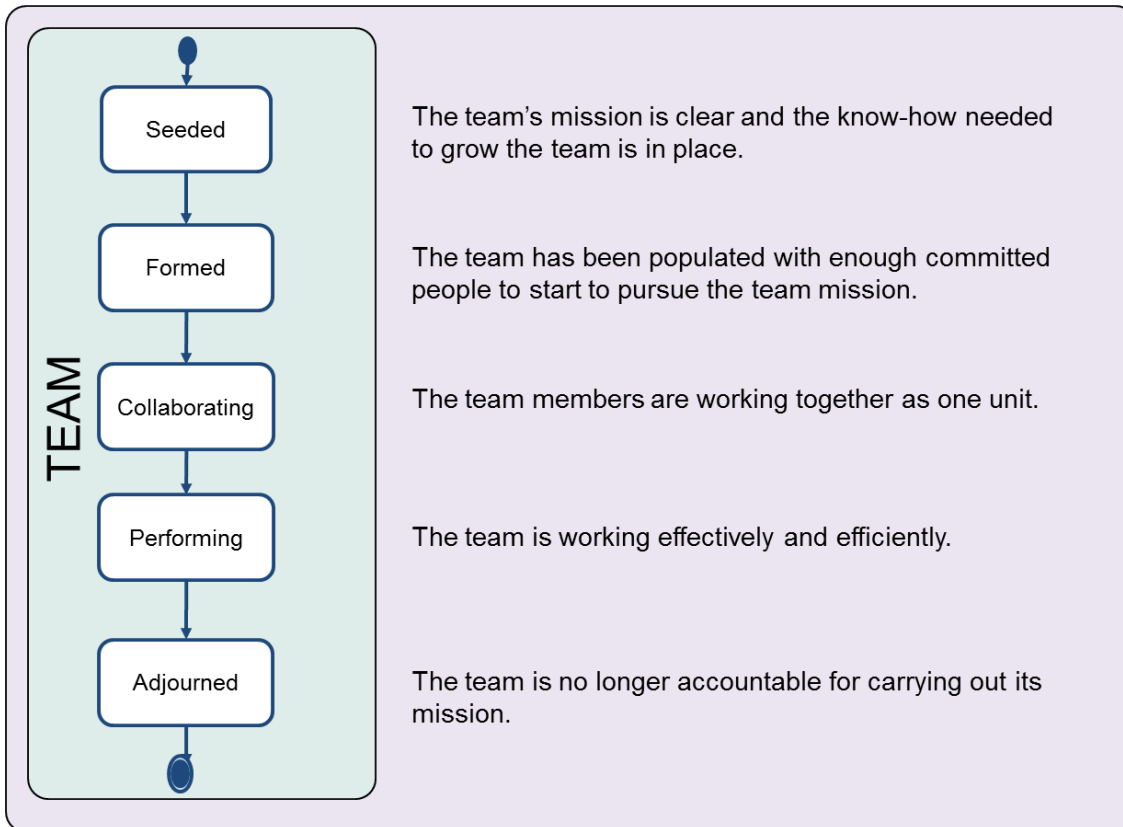 TEAM
Seeded
The team’s mission is clear and the know-how needed
to grow the team is in place.
Formed
The team has been populated with enough committed
people to start to pursue the team mission.
Collaborating
The team members are working together as one unit.
Performing
The team is working effectively and efficiently.
Adjourned
The team is no longer accountable for carrying out its
mission.